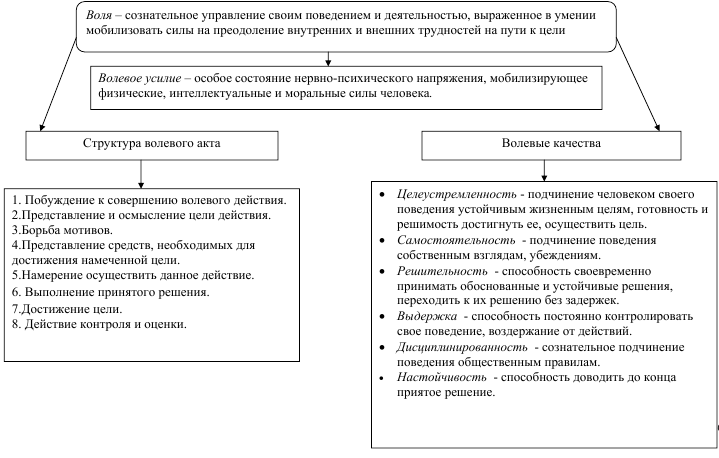 Воля – сознательное управление своим поведением и деятельностью, выраженное в умении
мобилизовать силы на преодоление внутренних и внешних трудностей на пути к цели
Волевое усилие – особое состояние нервно-психического напряжения, мобилизирующее
физические, интеллектуальные и моральные силы человека.
Структура волевого акта
1. Побуждение к совершению волевого действия.
2.Представление и осмысление цели действия.
3.Борьба мотивов.
4.Представление средств, необходимых для
достижения намеченной цели.
5.Намерение осуществить данное действие.
6. Выполнение принятого решения.
7.Достижение цели.
8. Действие контроля и оценки.
Волевые качества
• Целеустремленность - подчинение человеком своего
поведения устойчивым жизненным целям, готовность и
решимость достигнуть ее, осуществить цель.
• Самостоятельность - подчинение поведения
собственным взглядам, убеждениям.
• Решительность - способность своевременно
принимать обоснованные и устойчивые решения,
переходить к их решению без задержек.
• Выдержка - способность постоянно контролировать
свое поведение, воздержание от действий.
• Дисциплинированность - сознательное подчинение
поведения общественным правилам.
• Настойчивость - способность доводить до конца
приятое решение.